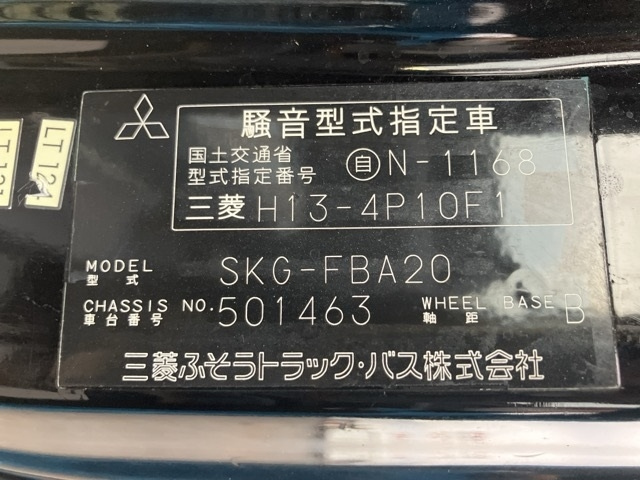 騒音型式指定車
国土交通省
型式指定番号 自N-1168
三菱 H13-4P10F1
MODEL
型式 SKG-FBA20
CHASSIS NO. 501463 WHEEL BASE B
車台番号 軸距
三菱ふそうトラック・バス株式会社
LT121